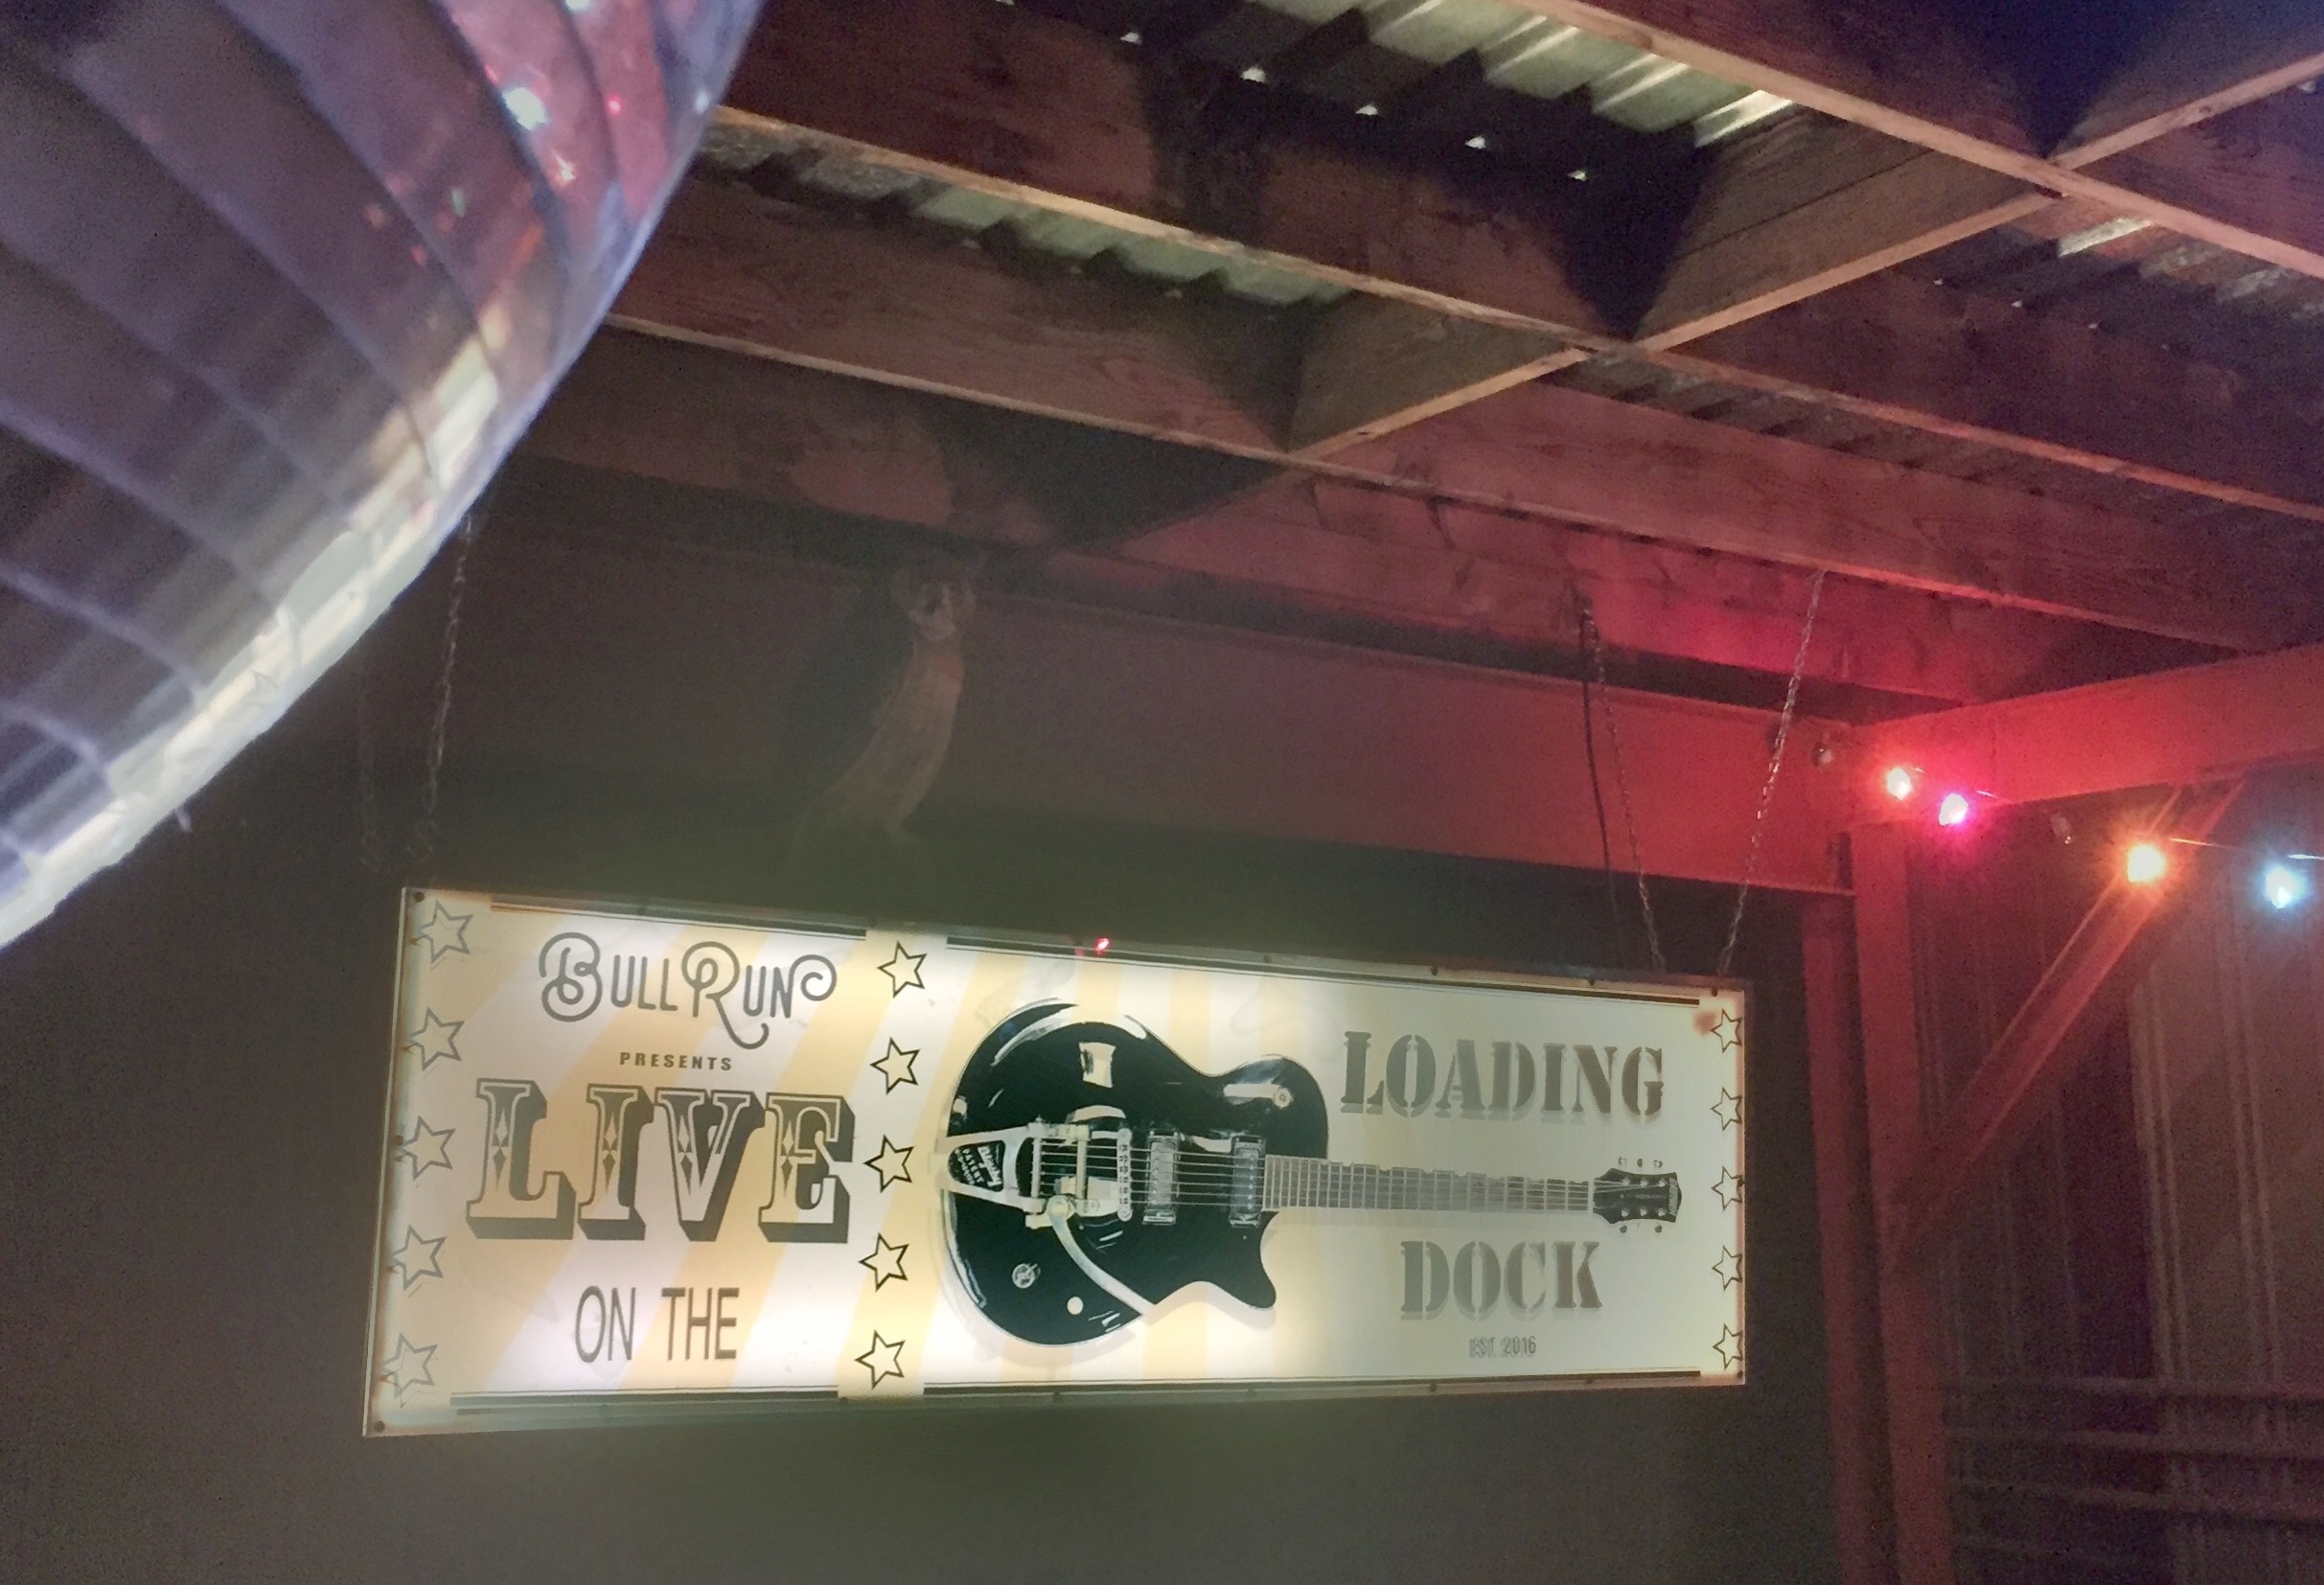 BULL RUN
PRESENTS
LIVE
ON THE
LOADING
DOCK
EST. 2016